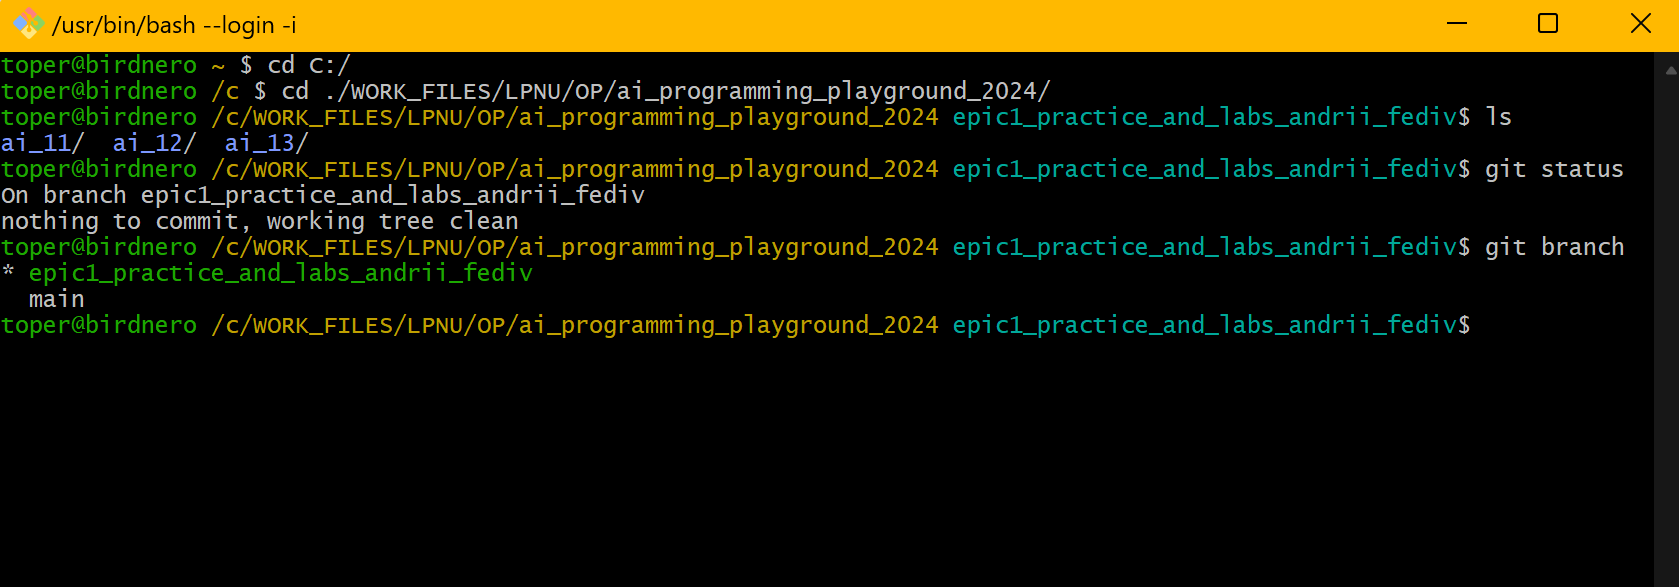 /usr/bin/bash --login -i
toper@birdnero ~ $ cd C:/
toper@birdnero /c $ cd ./WORK_FILES/LPNU/OP/ai_programming_playground_2024/
toper@birdnero /c/WORK_FILES/LPNU/OP/ai_programming_playground_2024 epic1_practice_and_labs_andrii_fediv$ ls
ai_11/  ai_12/  ai_13/
toper@birdnero /c/WORK_FILES/LPNU/OP/ai_programming_playground_2024 epic1_practice_and_labs_andrii_fediv$ git status
On branch epic1_practice_and_labs_andrii_fediv
nothing to commit, working tree clean
toper@birdnero /c/WORK_FILES/LPNU/OP/ai_programming_playground_2024 epic1_practice_and_labs_andrii_fediv$ git branch
* epic1_practice_and_labs_andrii_fediv
  main
toper@birdnero /c/WORK_FILES/LPNU/OP/ai_programming_playground_2024 epic1_practice_and_labs_andrii_fediv$